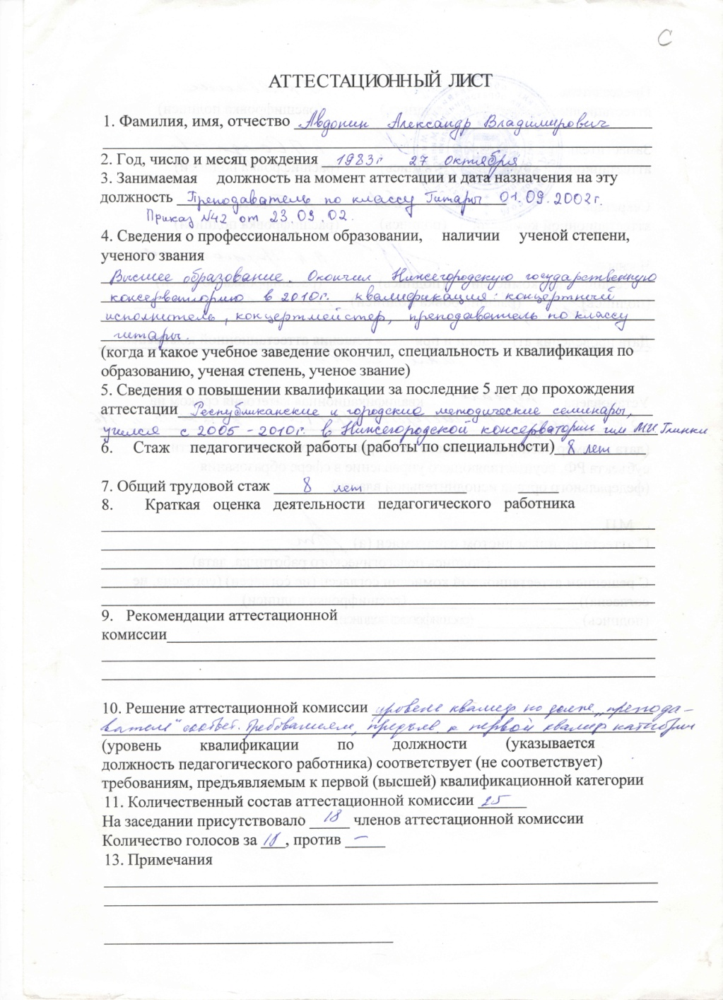 С
АТТЕСТАЦИОННЫЙ ЛИСТ
1. Фамилия, имя, отчество Авдонин Александр Владимирович
2. Год, число и месяц рождения 1983г 27 октября
3. Занимаемая должность на момент аттестации и дата назначения на эту
должность Преподаватель по классу Гитары 01.09.2002г.
Приказ №42 от 23.09.02.
4. Сведения о профессиональном образовании, наличии ученой степени,
ученого звания
Высшее образование. Окончил Нижегородскую государственную
консерваторию в 2010г. квалификация: концертный
исполнитель, концертмейстер, преподаватель по классу
гитары.
(когда и какое учебное заведение окончил, специальность и квалификация по
образованию, ученая степень, ученое звание)
5. Сведения о повышении квалификации за последние 5 лет до прохождения
аттестации Республиканские и городские методические семинары,
учился с 2005 - 2010г. в Нижегородской консерватории им М.И. Глинки
6. Стаж педагогической работы (работы по специальности) 8 лет
7. Общий трудовой стаж 8 лет
8. Краткая оценка деятельности педагогического работника
9. Рекомендации аттестационной
комиссии
10. Решение аттестационной комиссии уровень квалиф по долж „препода-
вателя" соответ. требованиям, предъяв. к первой квалиф категории
(уровень квалификации по должности (указывается
должность педагогического работника) соответствует (не соответствует)
требованиям, предъявляемым к первой (высшей) квалификационной категории
11. Количественный состав аттестационной комиссии 25
На заседании присутствовало 18 членов аттестационной комиссии
Количество голосов за 18, против –
13. Примечания